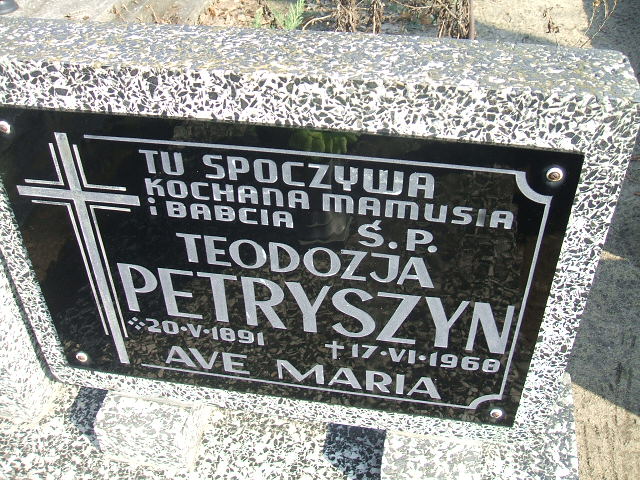 TU SPOCZYWA
KOCHANA MAMUSIA
i BABCIA
Ś.P.
TEODOZJA
PETRYSZYN
20·V·1891
†17·VI·1968
AVE MARIA